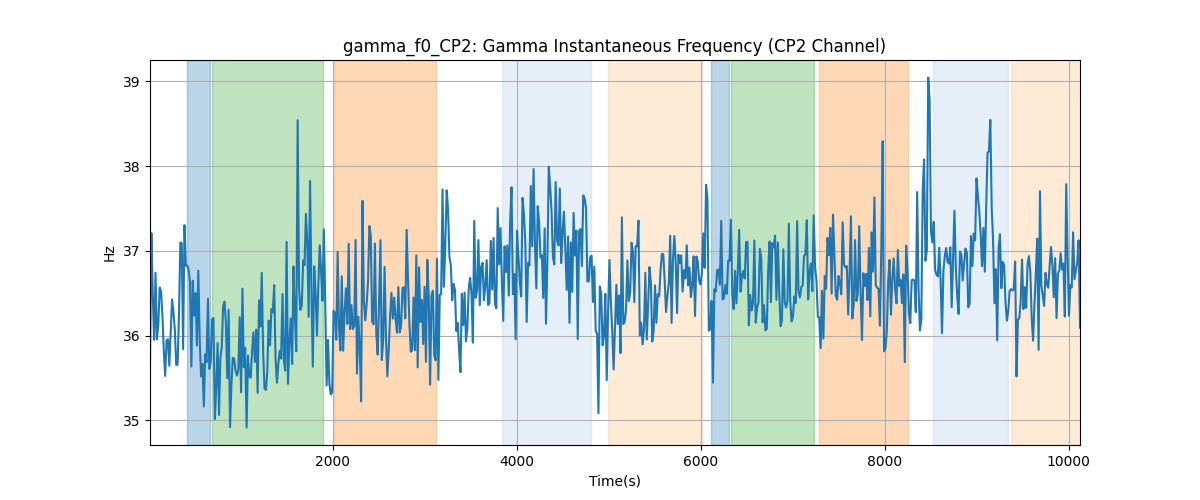 gamma_f0_CP2: Gamma Instantaneous Frequency (CP2 Channel)
39
38
37
36
35
Hz
2000 4000 6000 8000 10000
Time(s)